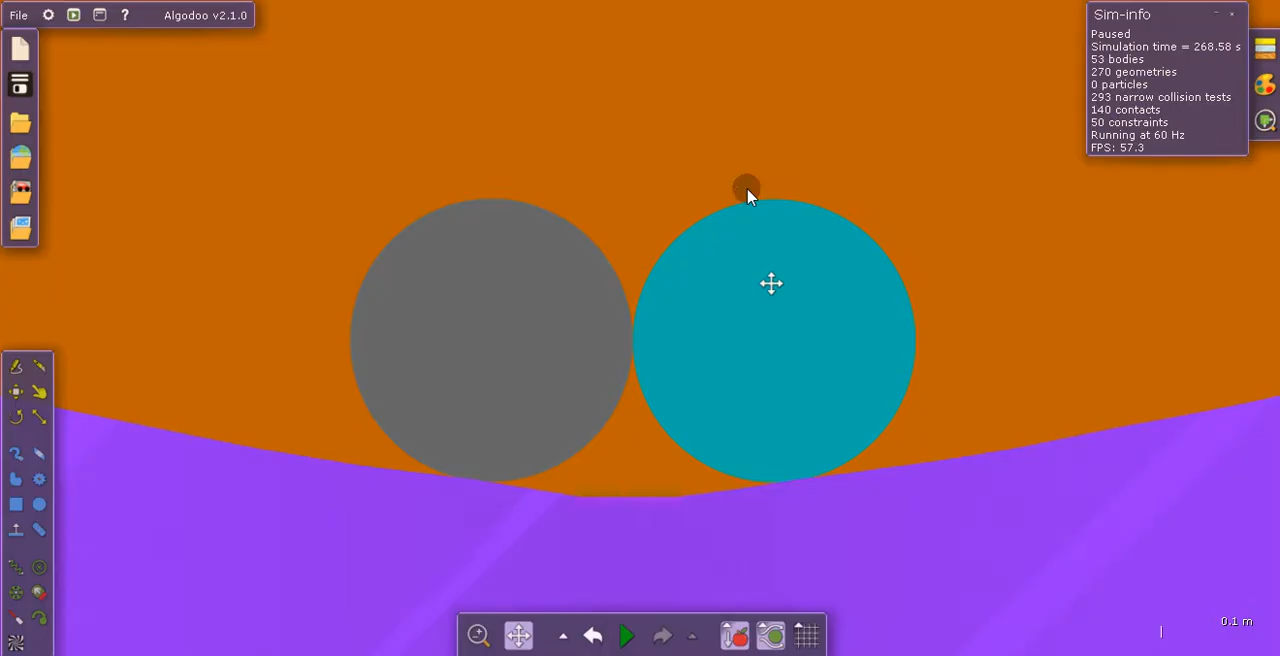 File ? Algodoo v2.1.0
Sim-info
Paused
Simulation time = 268.58 s
53 bodies
270 geometries
0 particles
293 narrow collision tests
140 contacts
50 constraints
Running at 60 Hz
FPS: 57.3
0.1 m